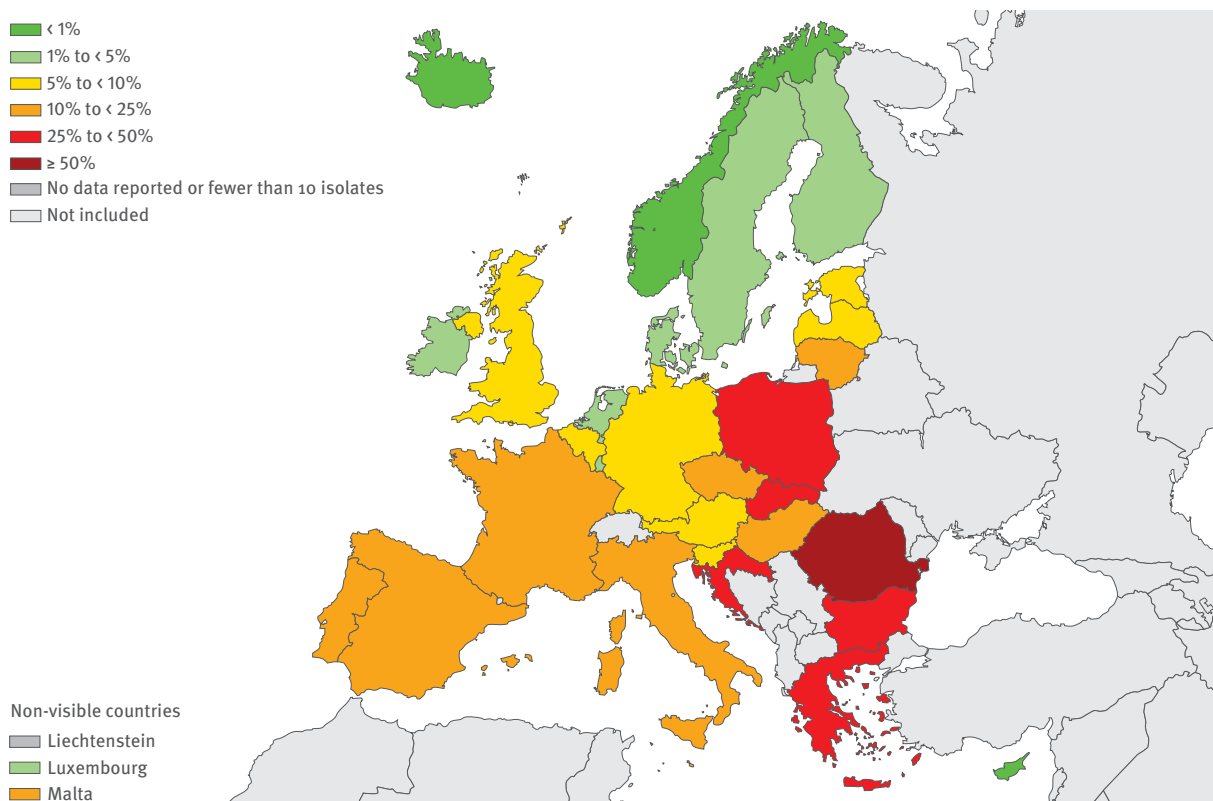 < 1%
1% to < 5%
5% to < 10%
10% to < 25%
25% to < 50%
≥ 50%
No data reported or fewer than 10 isolates
Not included
Non-visible countries
Liechtenstein
Luxembourg
Malta